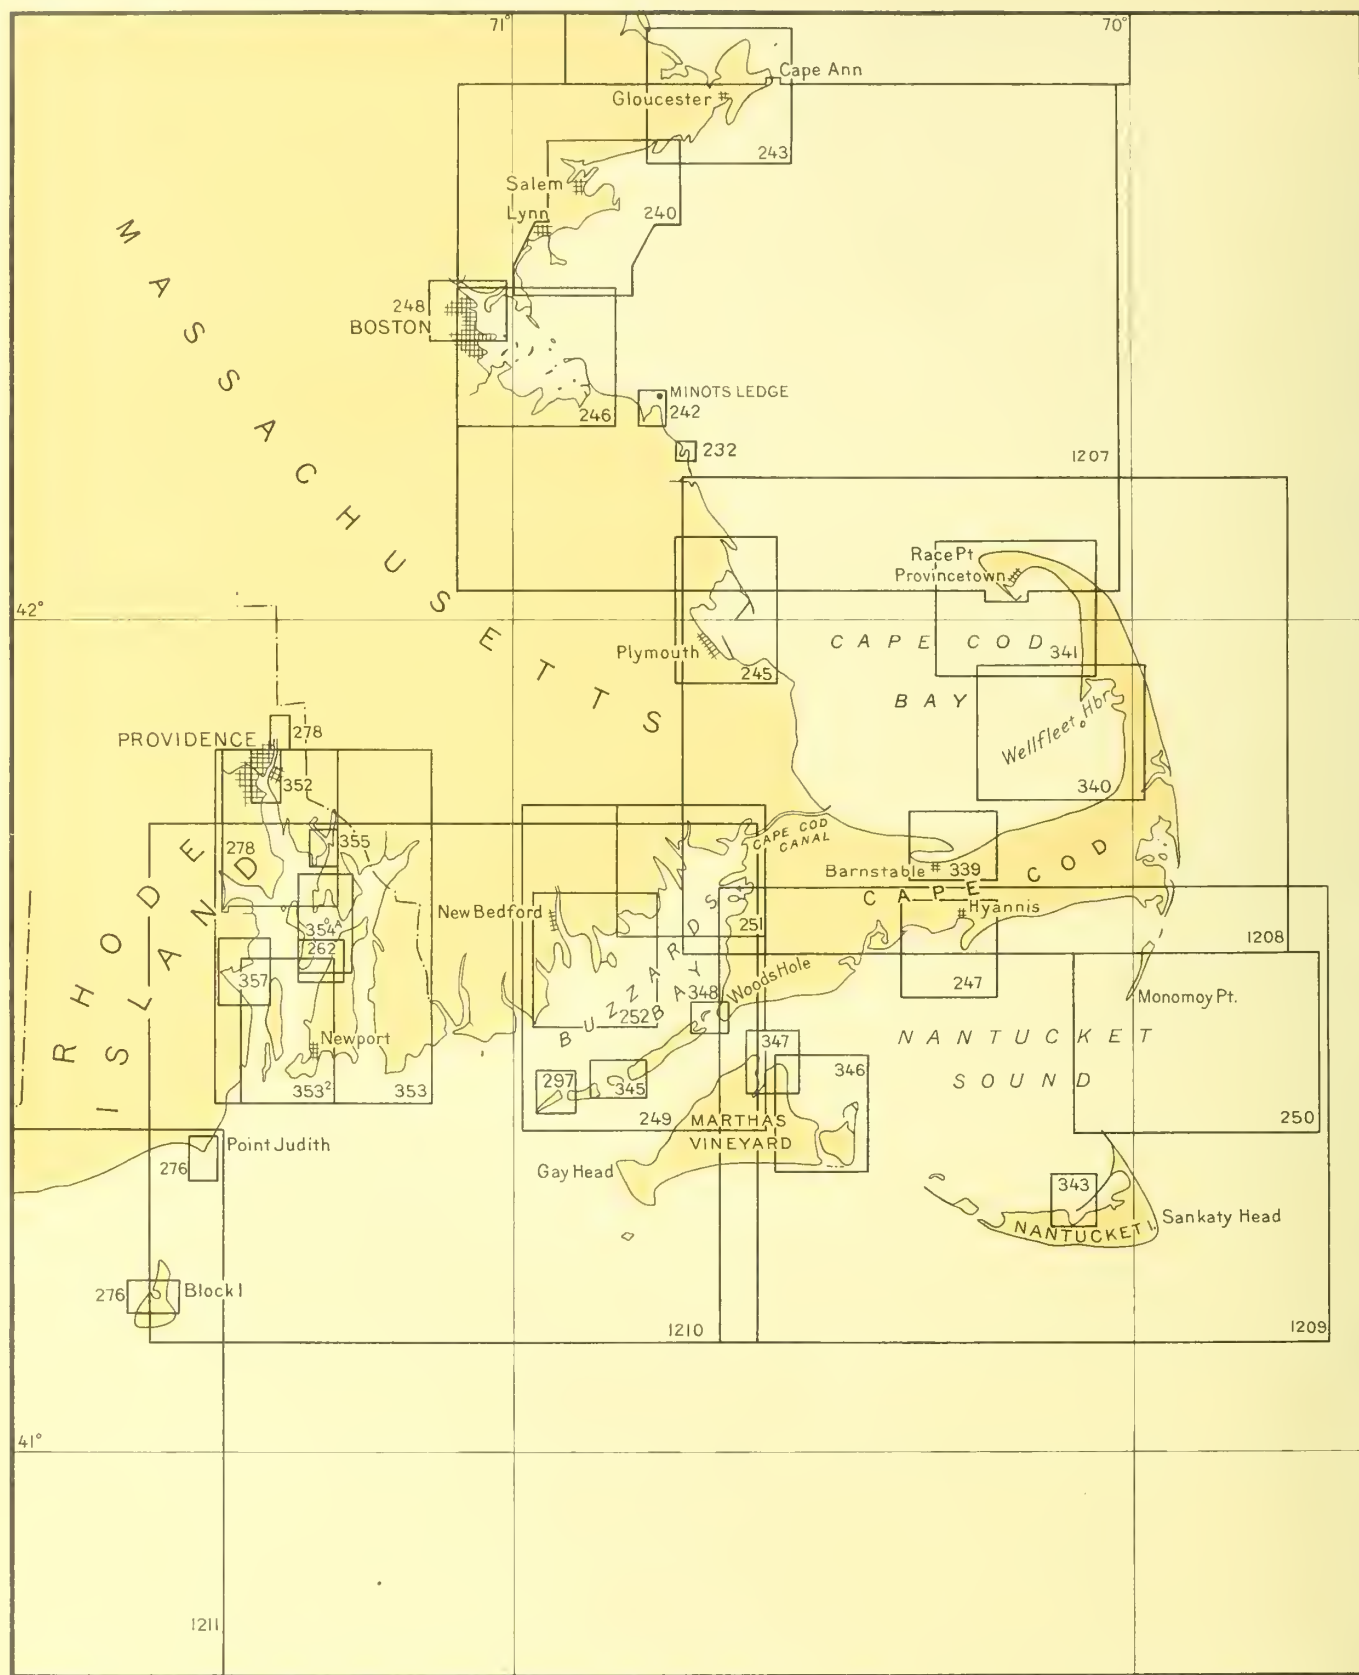 71°
70°
Cape Ann
Gloucester
243
Salem
Lynn
240
248
BOSTON
246
MINOTS LEDGE
242
232
1207
MASSACHUSETTS
Race Pt
Provincetown
42°
CAPE COD
BAY
341
Plymouth
245
Wellfleet Hbr
340
PROVIDENCE
278
352
355
278
CAPE COD
CANAL
Barnstable
339
CAPE COD
Hyannis
New Bedford
251
1208
RHODE
ISLAND
354A
262
357
BUZZARDS
BAY
252
348
Woods Hole
247
Monomoy Pt.
NANTUCKET
SOUND
Newport
353²
353
297
345
347
346
249
MARTHAS
VINEYARD
250
Point Judith
276
Gay Head
343
NANTUCKET I.
Sankaty Head
276
Block I
1210
1209
41°
1211